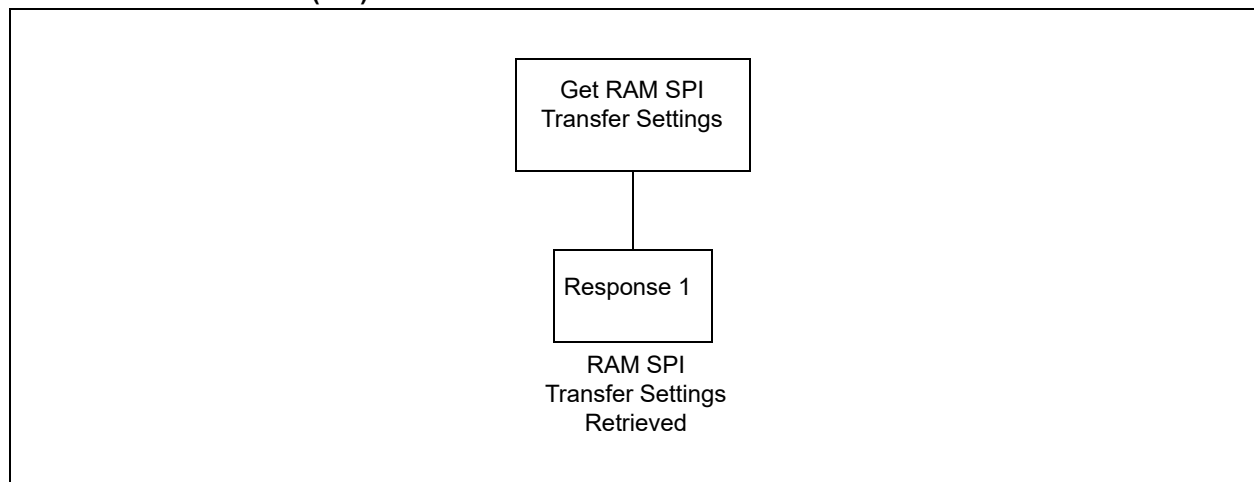 Get RAM SPI
Transfer Settings
Response 1
RAM SPI
Transfer Settings
Retrieved